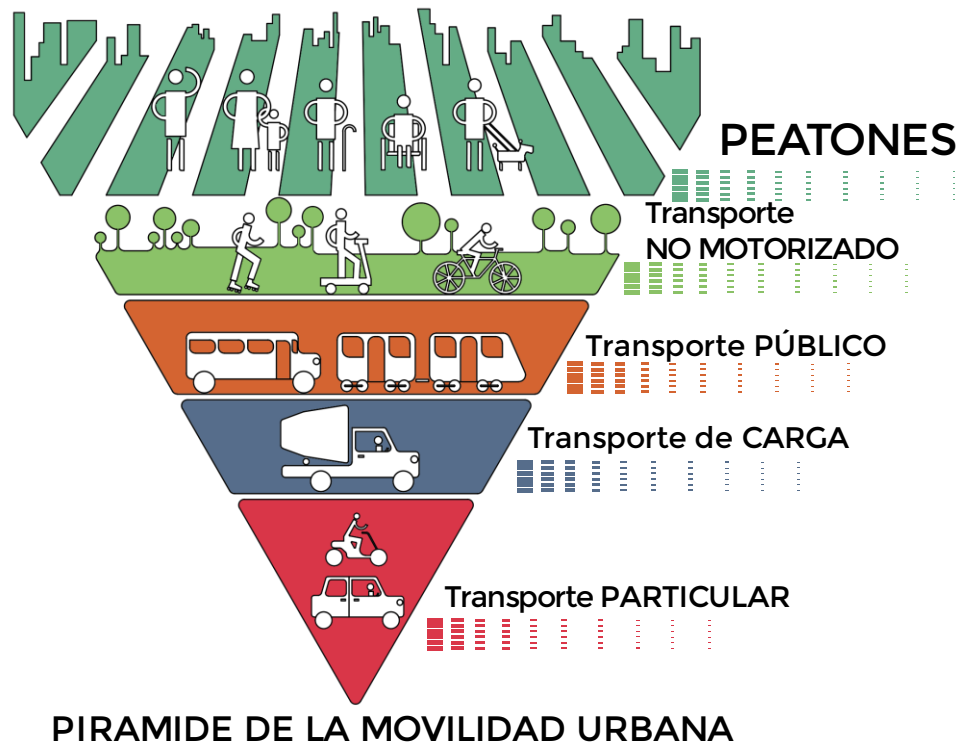 PEATONES
Transporte
NO MOTORIZADO
Transporte PÚBLICO
Transporte de CARGA
Transporte PARTICULAR
PIRAMIDE DE LA MOVILIDAD URBANA